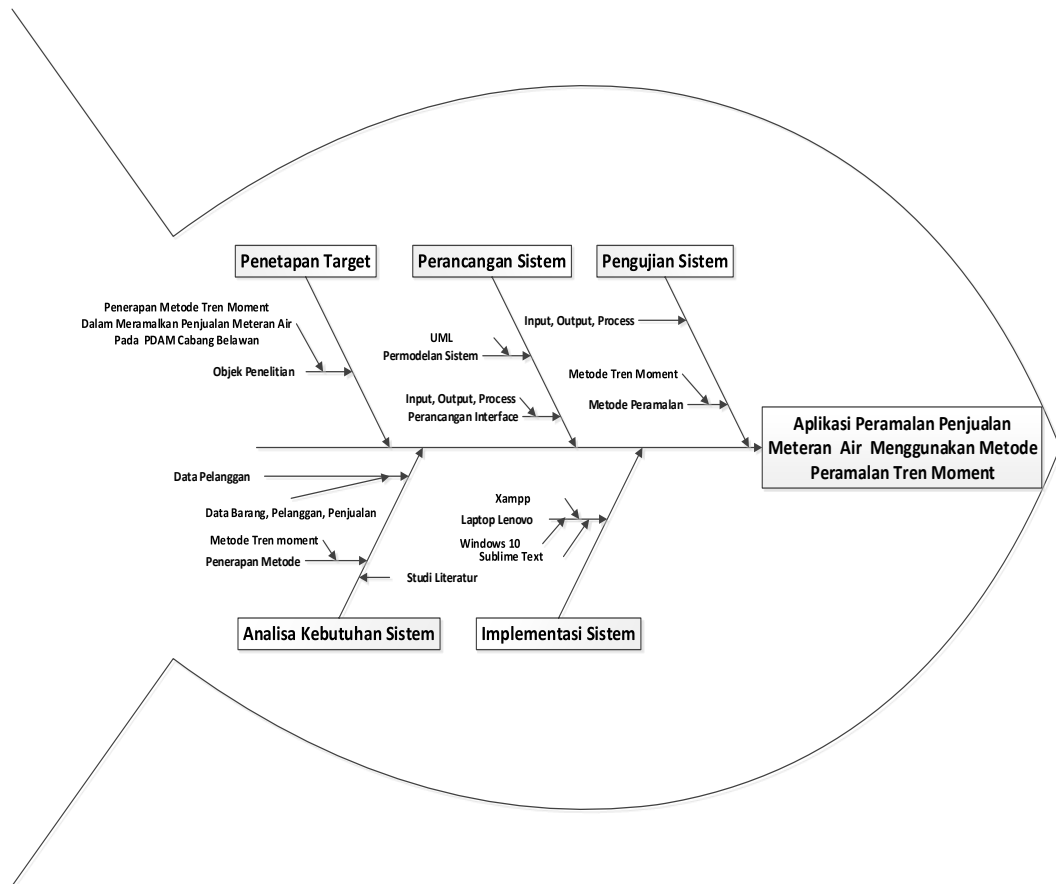 Penetapan Target
Perancangan Sistem
Pengujian Sistem
Penerapan Metode Tren Moment
Dalam Meramalkan Penjualan Meteran Air
Pada PDAM Cabang Belawan
Objek Penelitian
UML
Permodelan Sistem
Input, Output, Process
Perancangan Interface
Input, Output, Process
Metode Tren Moment
Metode Peramalan
Aplikasi Peramalan Penjualan
Meteran Air Menggunakan Metode
Peramalan Tren Moment
Data Pelanggan
Data Barang, Pelanggan, Penjualan
Metode Tren moment
Penerapan Metode
Studi Literatur
Xampp
Laptop Lenovo
Windows 10
Sublime Text
Analisa Kebutuhan Sistem
Implementasi Sistem